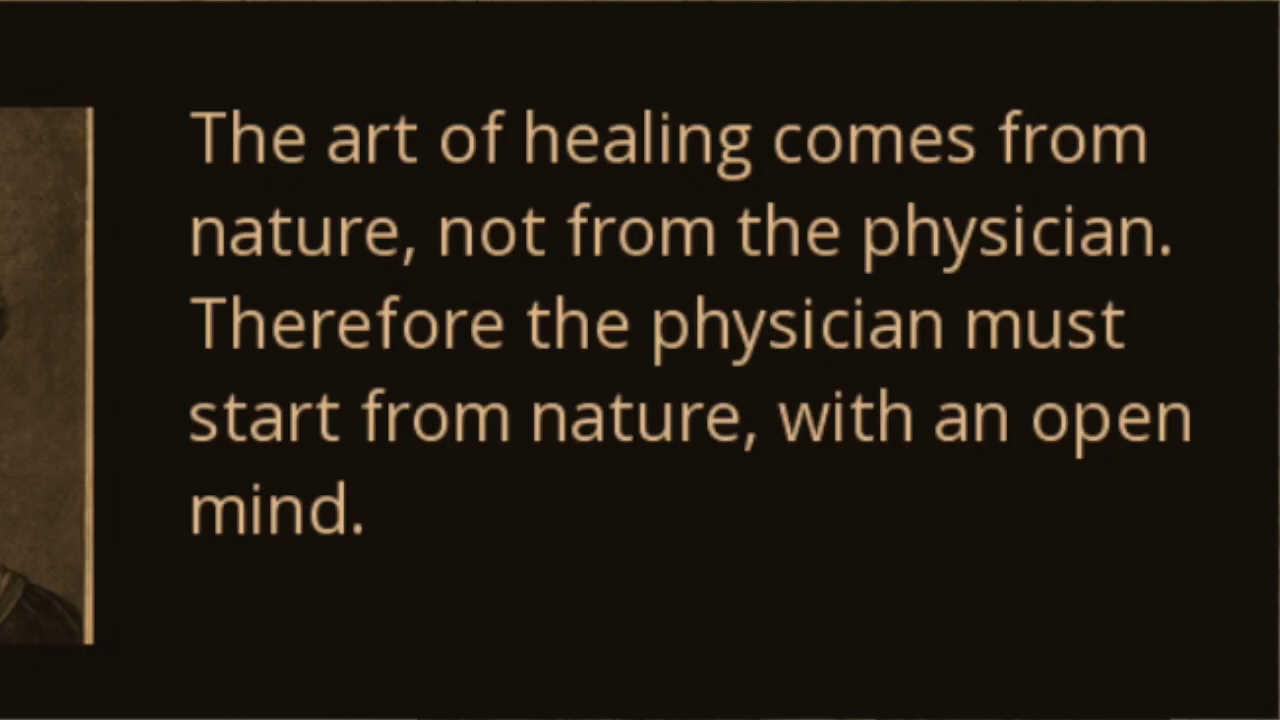 The art of healing comes from
nature, not from the physician.
Therefore the physician must
start from nature, with an open
mind.